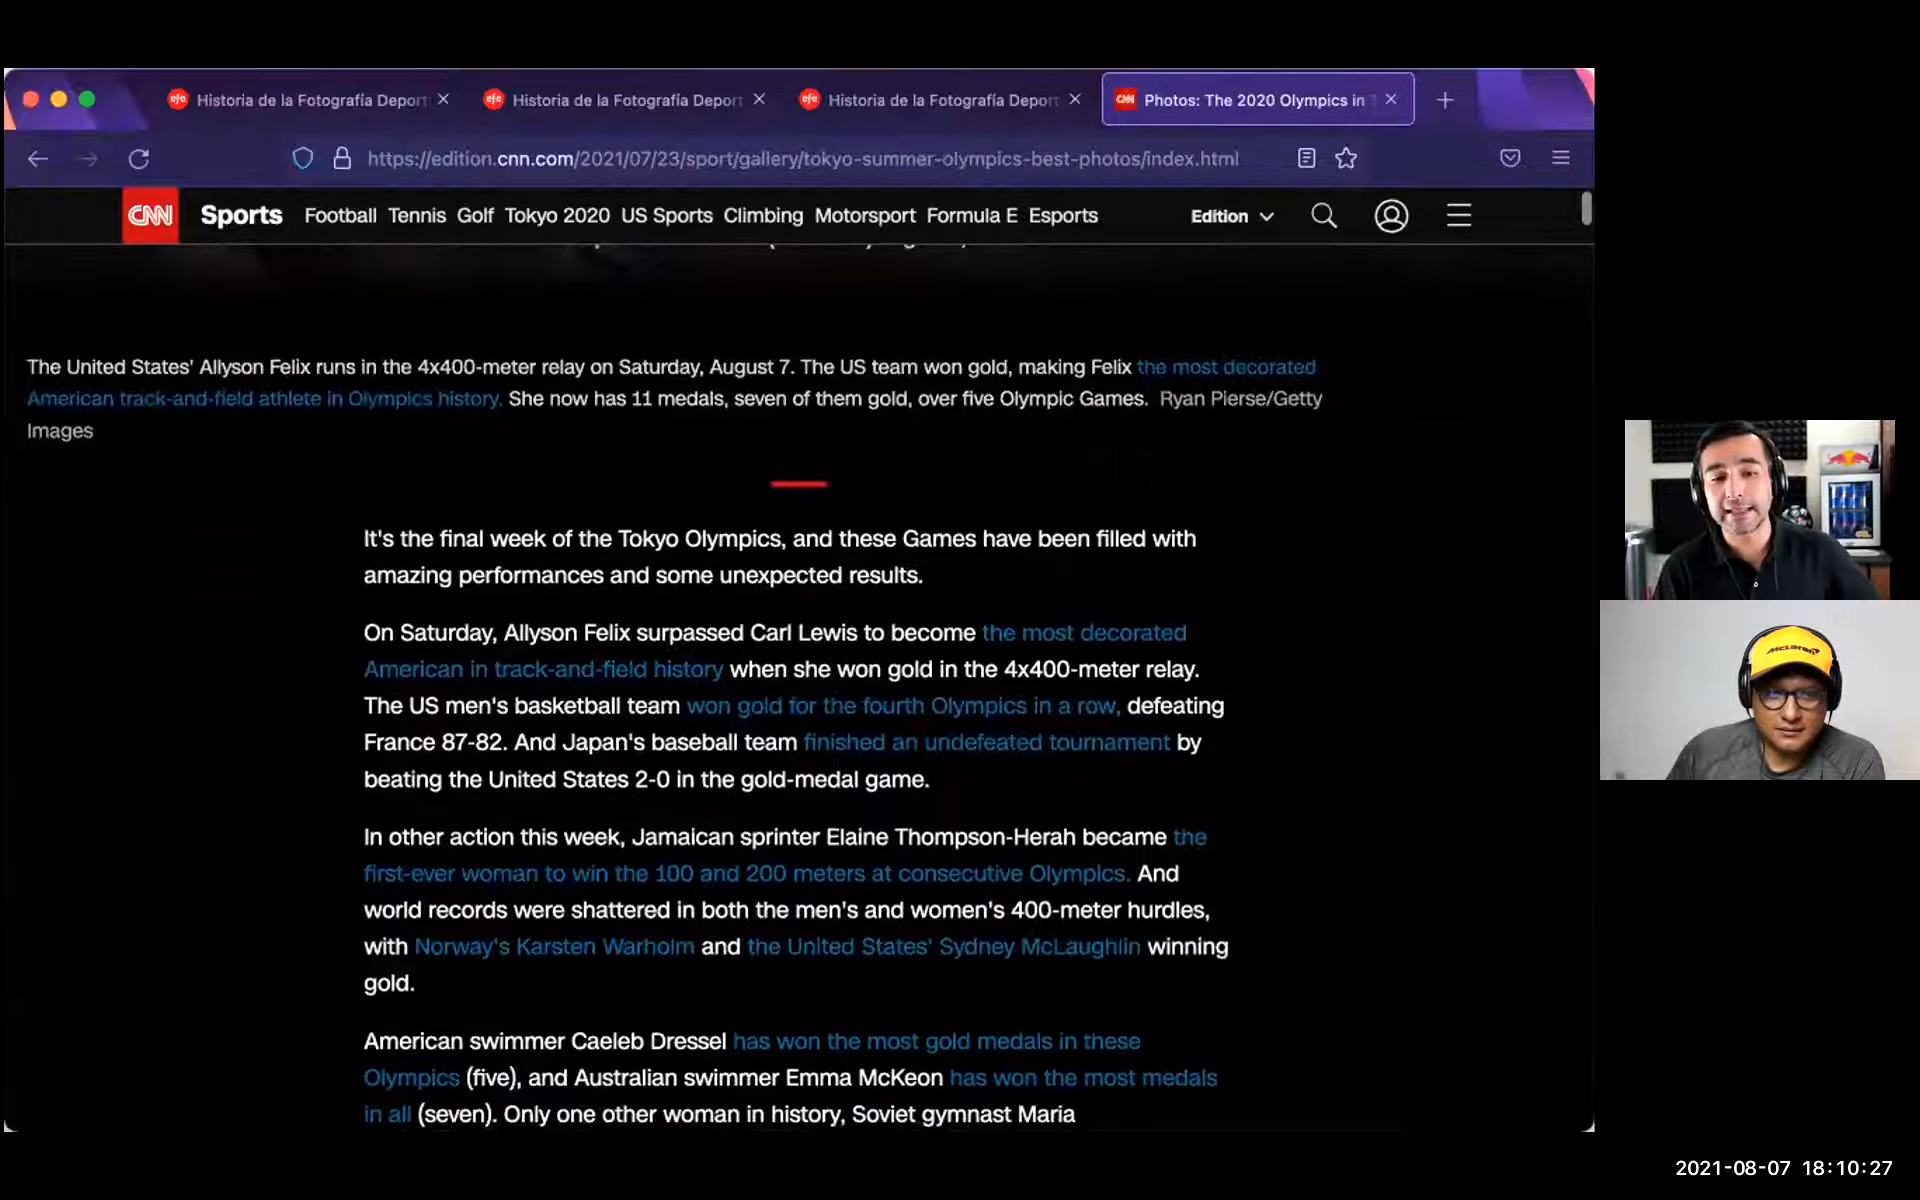 Historia de la Fotografía Deport
Historia de la Fotografía Deport
Historia de la Fotografía Deport
CNN Photos: The 2020 Olympics in
https://edition.cnn.com/2021/07/23/sport/gallery/tokyo-summer-olympics-best-photos/index.html
CNN Sports Football Tennis Golf Tokyo 2020 US Sports Climbing Motorsport Formula E Esports Edition
The United States' Allyson Felix runs in the 4x400-meter relay on Saturday, August 7. The US team won gold, making Felix the most decorated
American track-and-field athlete in Olympics history. She now has 11 medals, seven of them gold, over five Olympic Games. Ryan Pierse/Getty
Images
It's the final week of the Tokyo Olympics, and these Games have been filled with
amazing performances and some unexpected results.
On Saturday, Allyson Felix surpassed Carl Lewis to become the most decorated
American in track-and-field history when she won gold in the 4x400-meter relay.
The US men's basketball team won gold for the fourth Olympics in a row, defeating
France 87-82. And Japan's baseball team finished an undefeated tournament by
beating the United States 2-0 in the gold-medal game.
In other action this week, Jamaican sprinter Elaine Thompson-Herah became the
first-ever woman to win the 100 and 200 meters at consecutive Olympics. And
world records were shattered in both the men's and women's 400-meter hurdles,
with Norway's Karsten Warholm and the United States' Sydney McLaughlin winning
gold.
American swimmer Caeleb Dressel has won the most gold medals in these
Olympics (five), and Australian swimmer Emma McKeon has won the most medals
in all (seven). Only one other woman in history, Soviet gymnast Maria
McLaren
2021-08-07 18:10:27